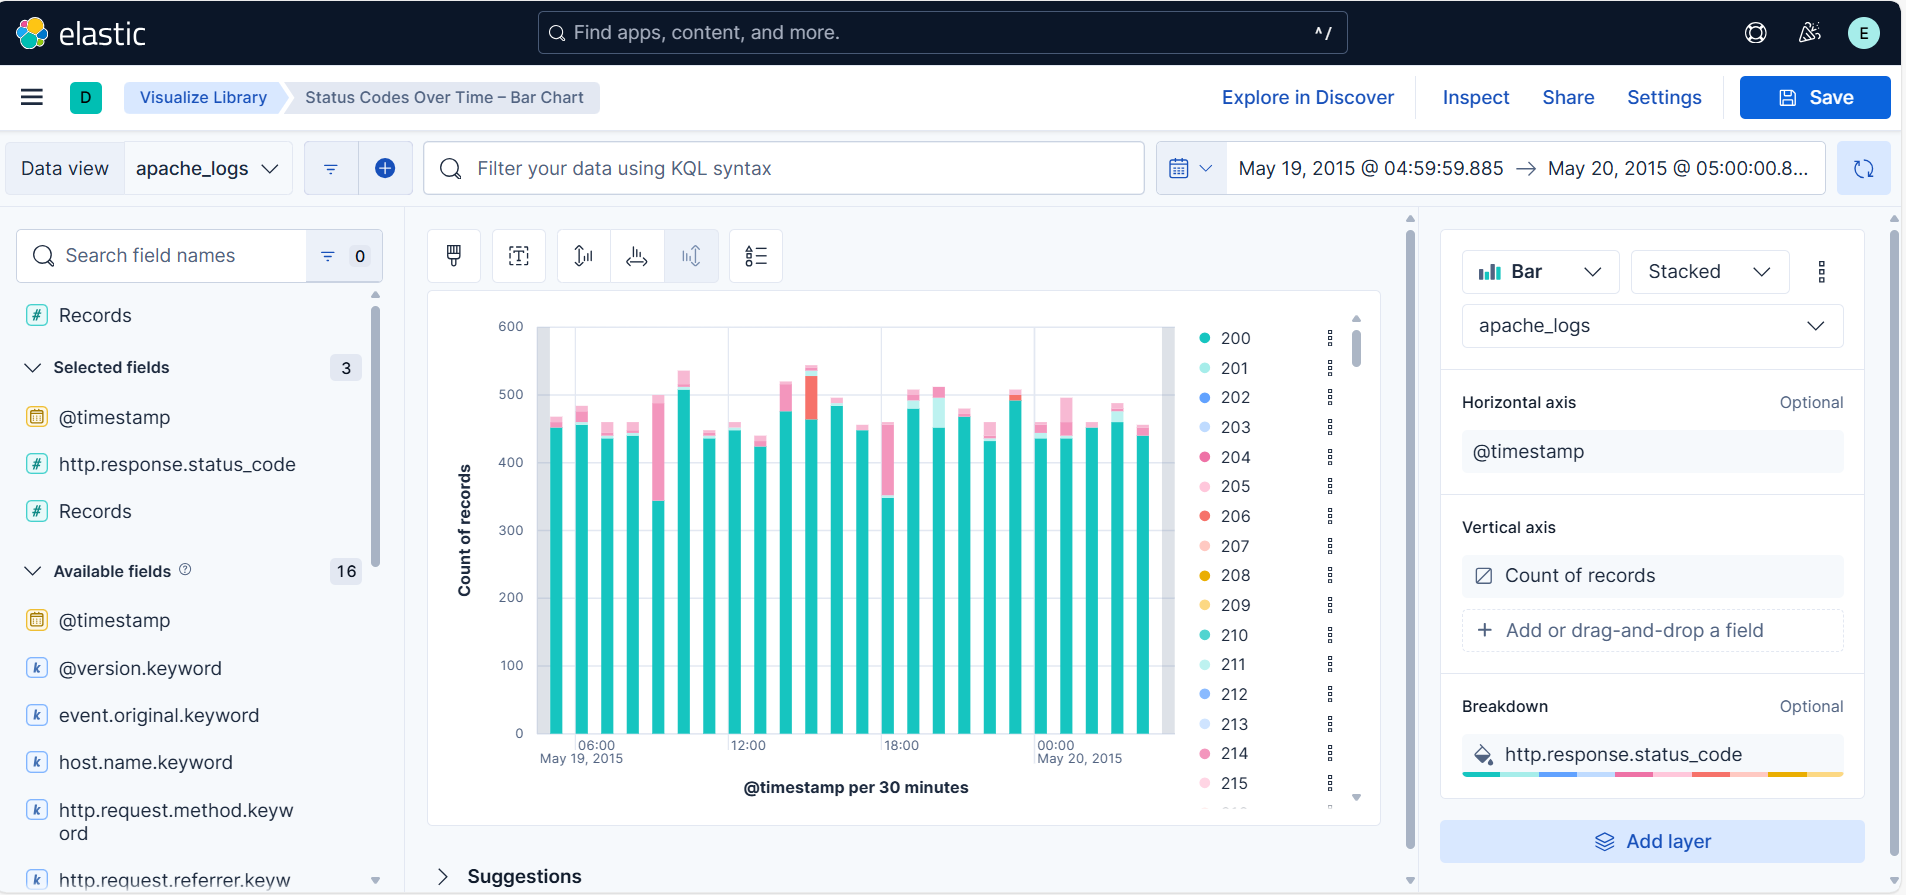 elastic
Find apps, content, and more.
^/
E
D
Visualize Library
Status Codes Over Time – Bar Chart
Explore in Discover
Inspect
Share
Settings
Save
Data view
apache_logs
Filter your data using KQL syntax
May 19, 2015 @ 04:59:59.885 → May 20, 2015 @ 05:00:00.8...
Search field names
0
# Records
Selected fields
3
@timestamp
# http.response.status_code
# Records
Available fields
16
@timestamp
k @version.keyword
k event.original.keyword
k host.name.keyword
k http.request.method.keyw
ord
k http.request.referrer.keyw
Count of records
600
500
400
300
200
100
0
06:00
May 19, 2015
12:00
18:00
00:00
May 20, 2015
@timestamp per 30 minutes
200
201
202
203
204
205
206
207
208
209
210
211
212
213
214
215
Suggestions
Bar
Stacked
apache_logs
Horizontal axis
Optional
@timestamp
Vertical axis
Count of records
+ Add or drag-and-drop a field
Breakdown
Optional
http.response.status_code
Add layer